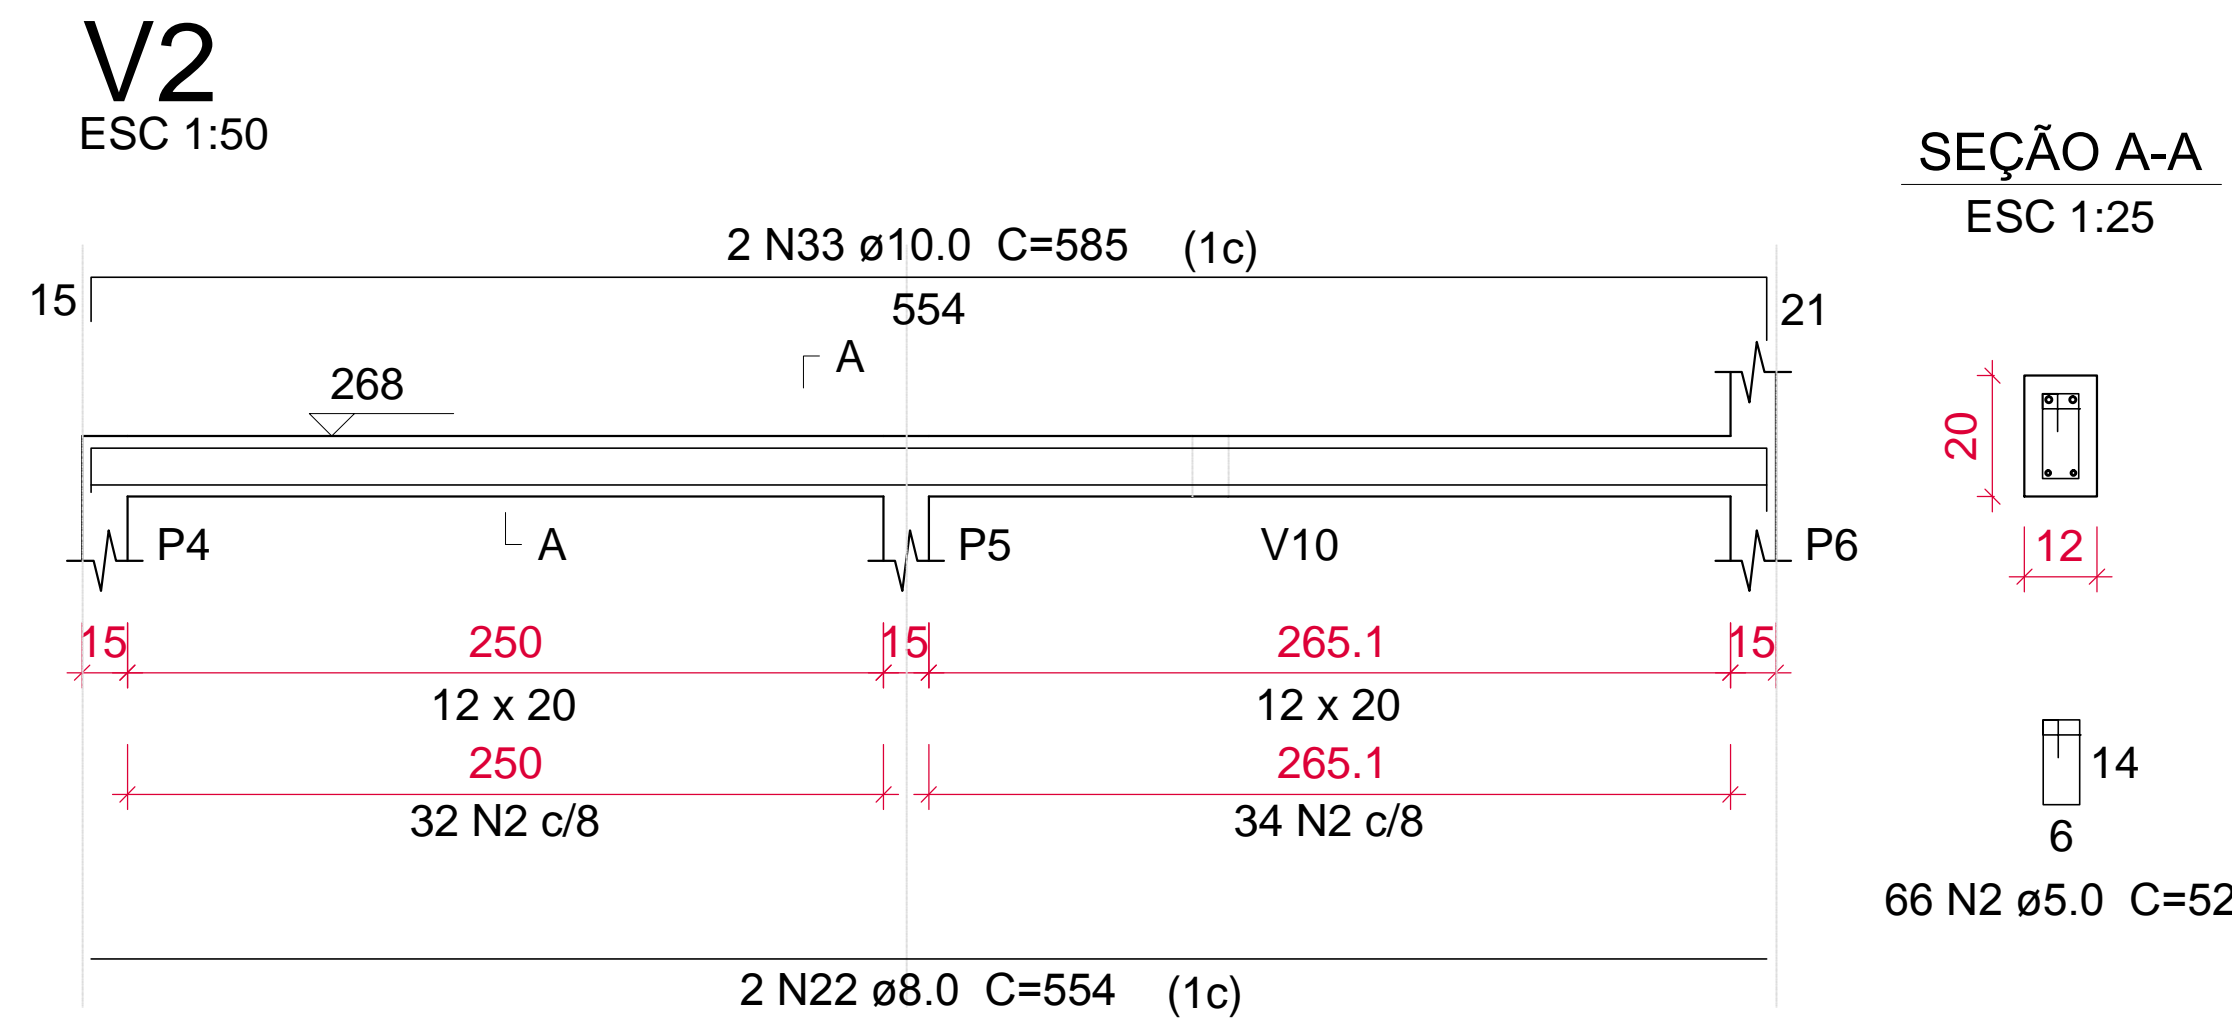 V2
ESC 1:50
SEÇÃO A-A
ESC 1:25
2 N33 ø10.0 C=585 (1c)
15
554
21
A
268
20
P4
A
P5
V10
P6
12
15
250
15
265.1
15
12 x 20
12 x 20
250
265.1
14
32 N2 c/8
34 N2 c/8
6
66 N2 ø5.0 C=52
2 N22 ø8.0 C=554 (1c)